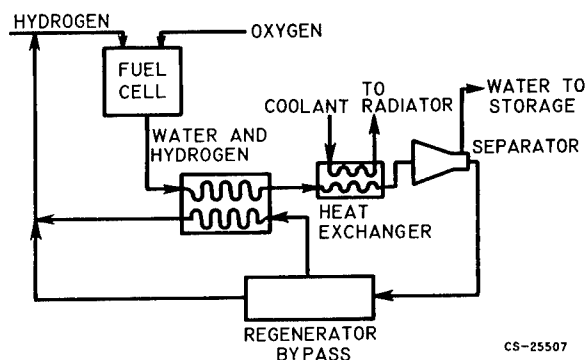 HYDROGEN
OXYGEN
FUEL
CELL
WATER AND
HYDROGEN
COOLANT
TO
RADIATOR
WATER TO
STORAGE
SEPARATOR
HEAT
EXCHANGER
REGENERATOR
BYPASS
CS-25507